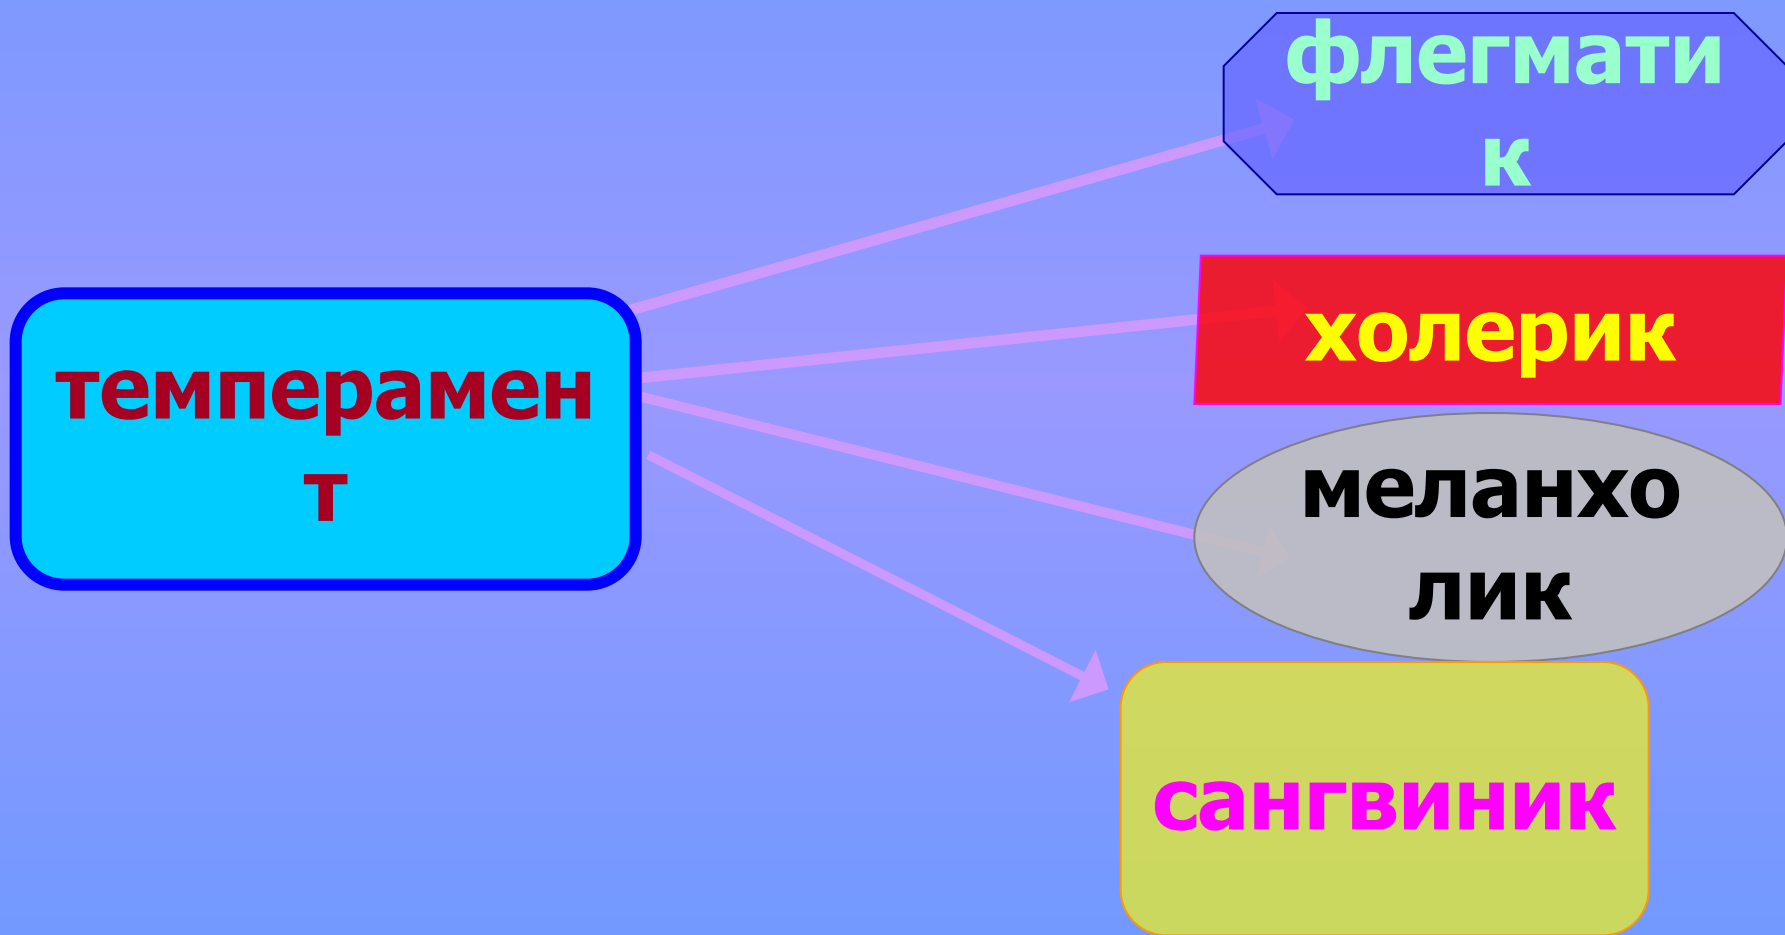 флегмати
к
холерик
темперамен
т
меланхо
лик
сангвиник